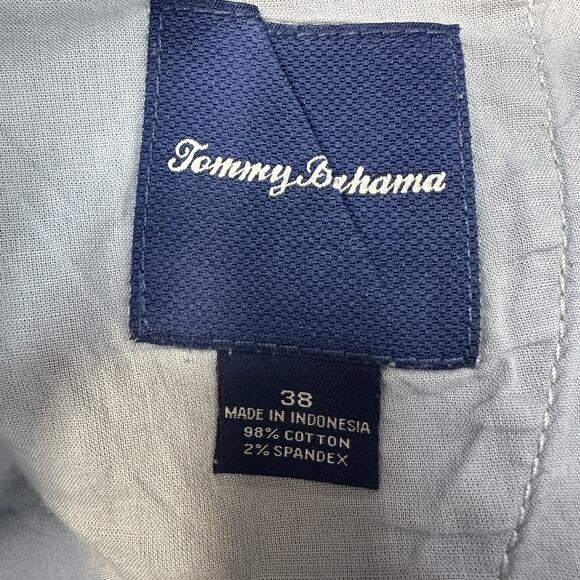 Tommy Bahama
38
MADE IN INDONESIA
98% COTTON
2% SPANDEX